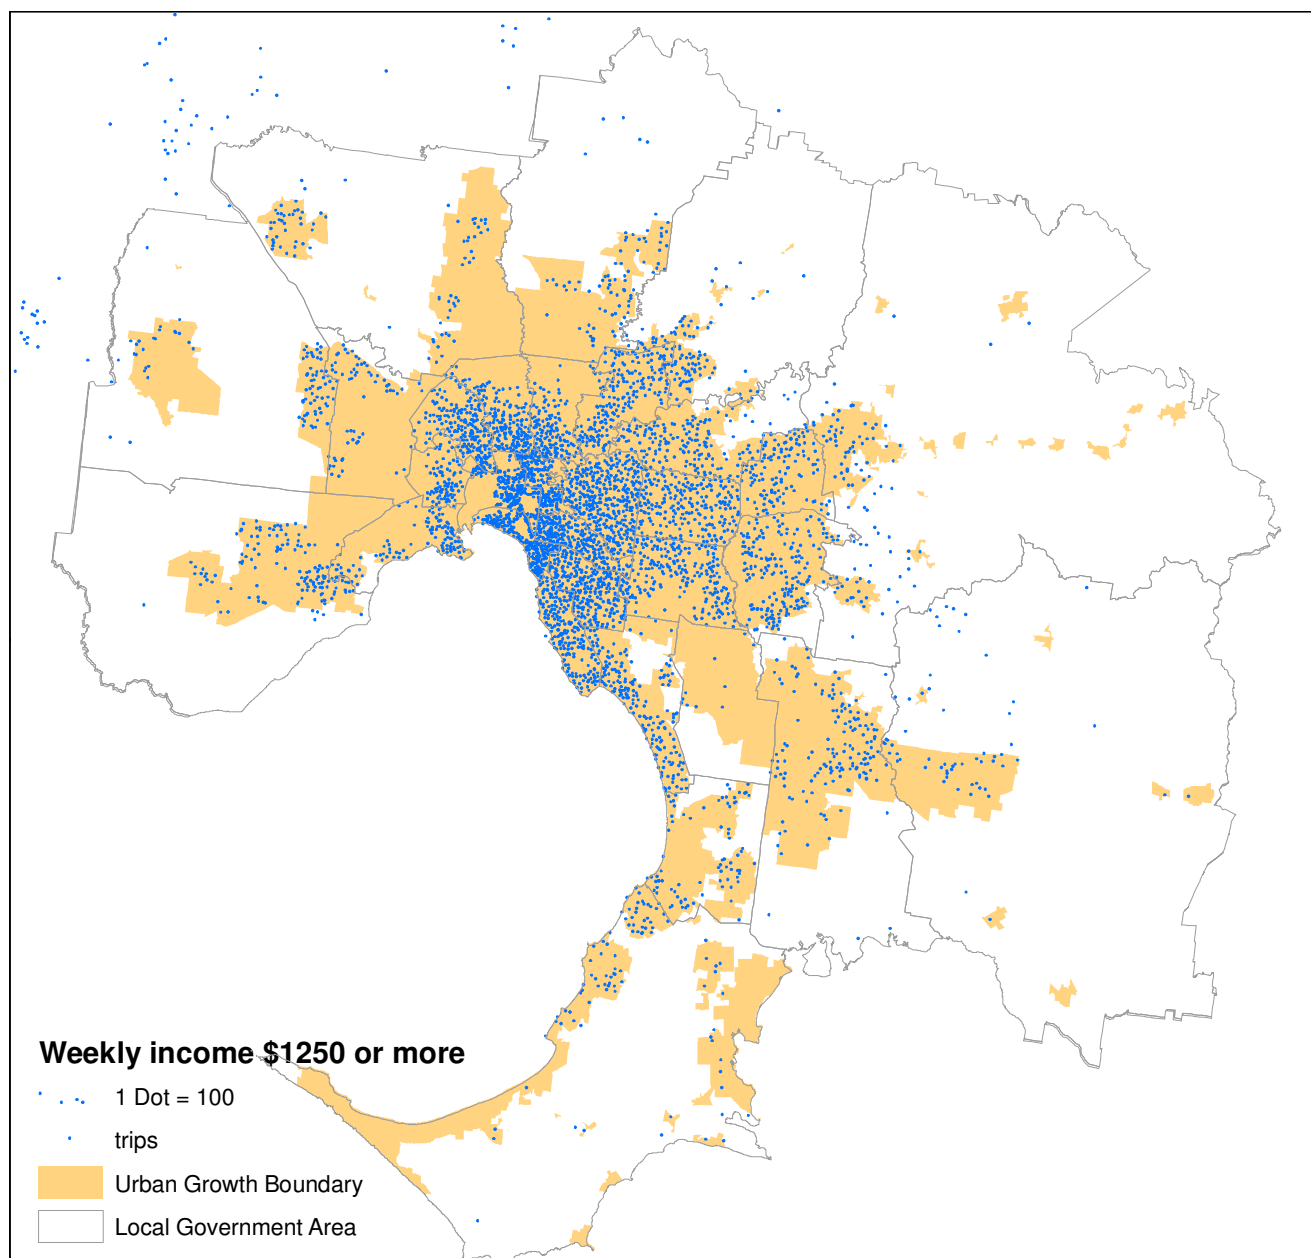 Weekly income $1250 or more
1 Dot = 100
trips
Urban Growth Boundary
Local Government Area